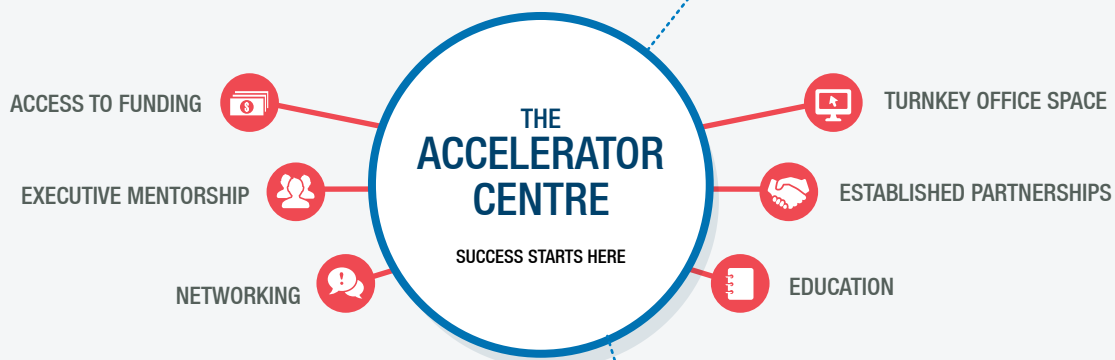 ACCESS TO FUNDING
EXECUTIVE MENTORSHIP
NETWORKING
THE
ACCELERATOR
CENTRE
SUCCESS STARTS HERE
TURNKEY OFFICE SPACE
ESTABLISHED PARTNERSHIPS
EDUCATION